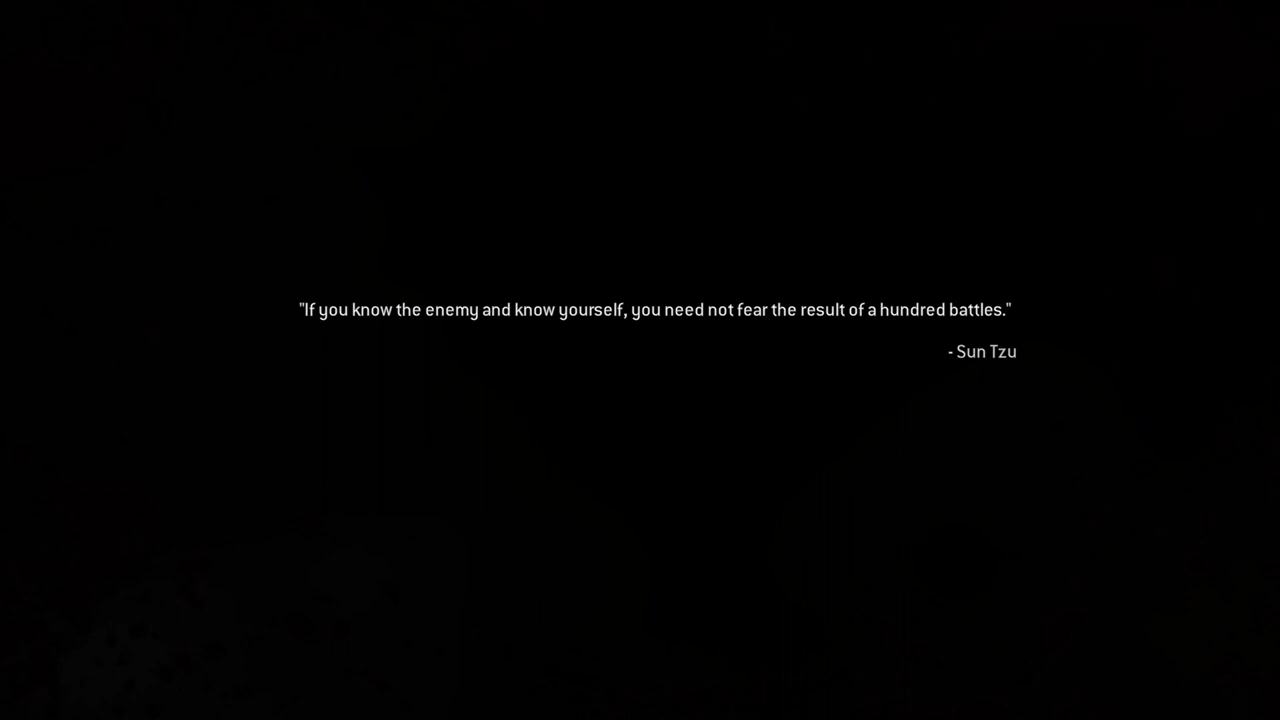 "If you know the enemy and know yourself, you need not fear the result of a hundred battles."
- Sun Tzu